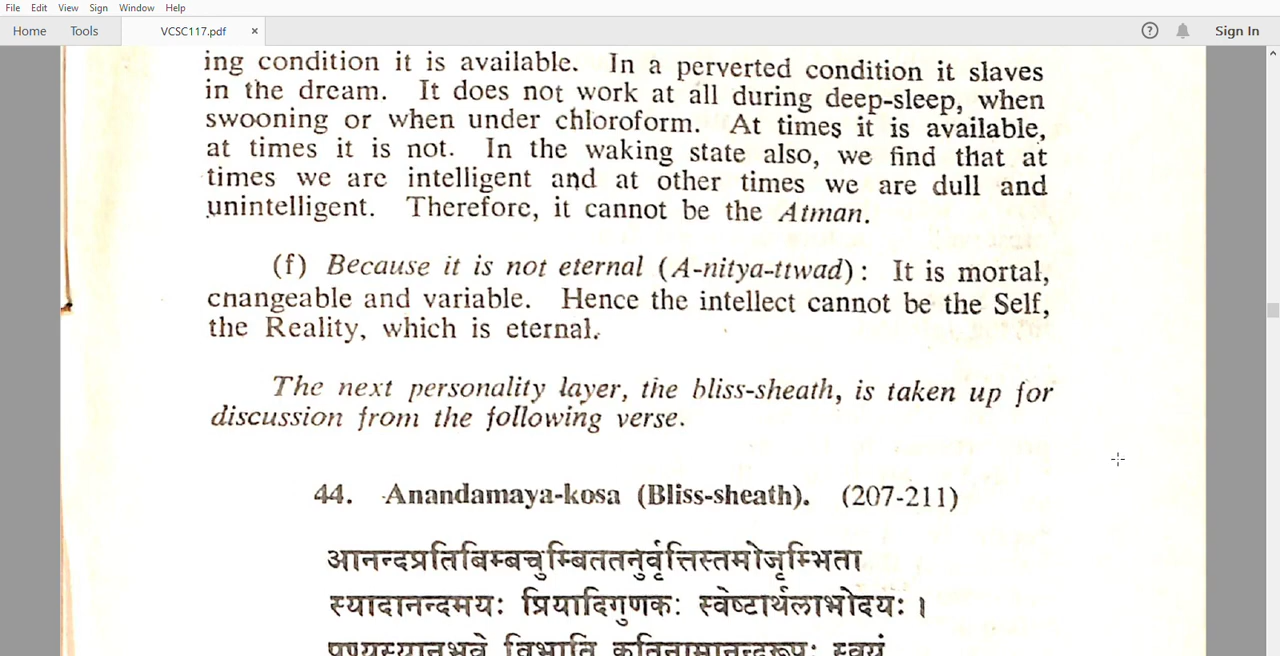 File Edit View Sign Window Help
Home Tools VCSC117.pdf × Sign In
ing condition it is available. In a perverted condition it slaves
in the dream. It does not work at all during deep-sleep, when
swooning or when under chloroform. At times it is available,
at times it is not. In the waking state also, we find that at
times we are intelligent and at other times we are dull and
unintelligent. Therefore, it cannot be the Atman.
(f) Because it is not eternal (A-nitya-ttwad): It is mortal,
cnangeable and variable. Hence the intellect cannot be the Self,
the Reality, which is eternal.
The next personality layer, the bliss-sheath, is taken up for
discussion from the following verse.
44. Anandamaya-kosa (Bliss-sheath). (207-211)
आनन्दप्रतिबिम्बचुम्बिततनुर्वृत्तिस्तमोजृम्भिता
स्यादानन्दमयः प्रियादिगुणकः स्वेष्टार्थलाभोदयः ।
पुण्यस्यानुभवे विभाति कृतिनामानन्दरूपः स्वयं